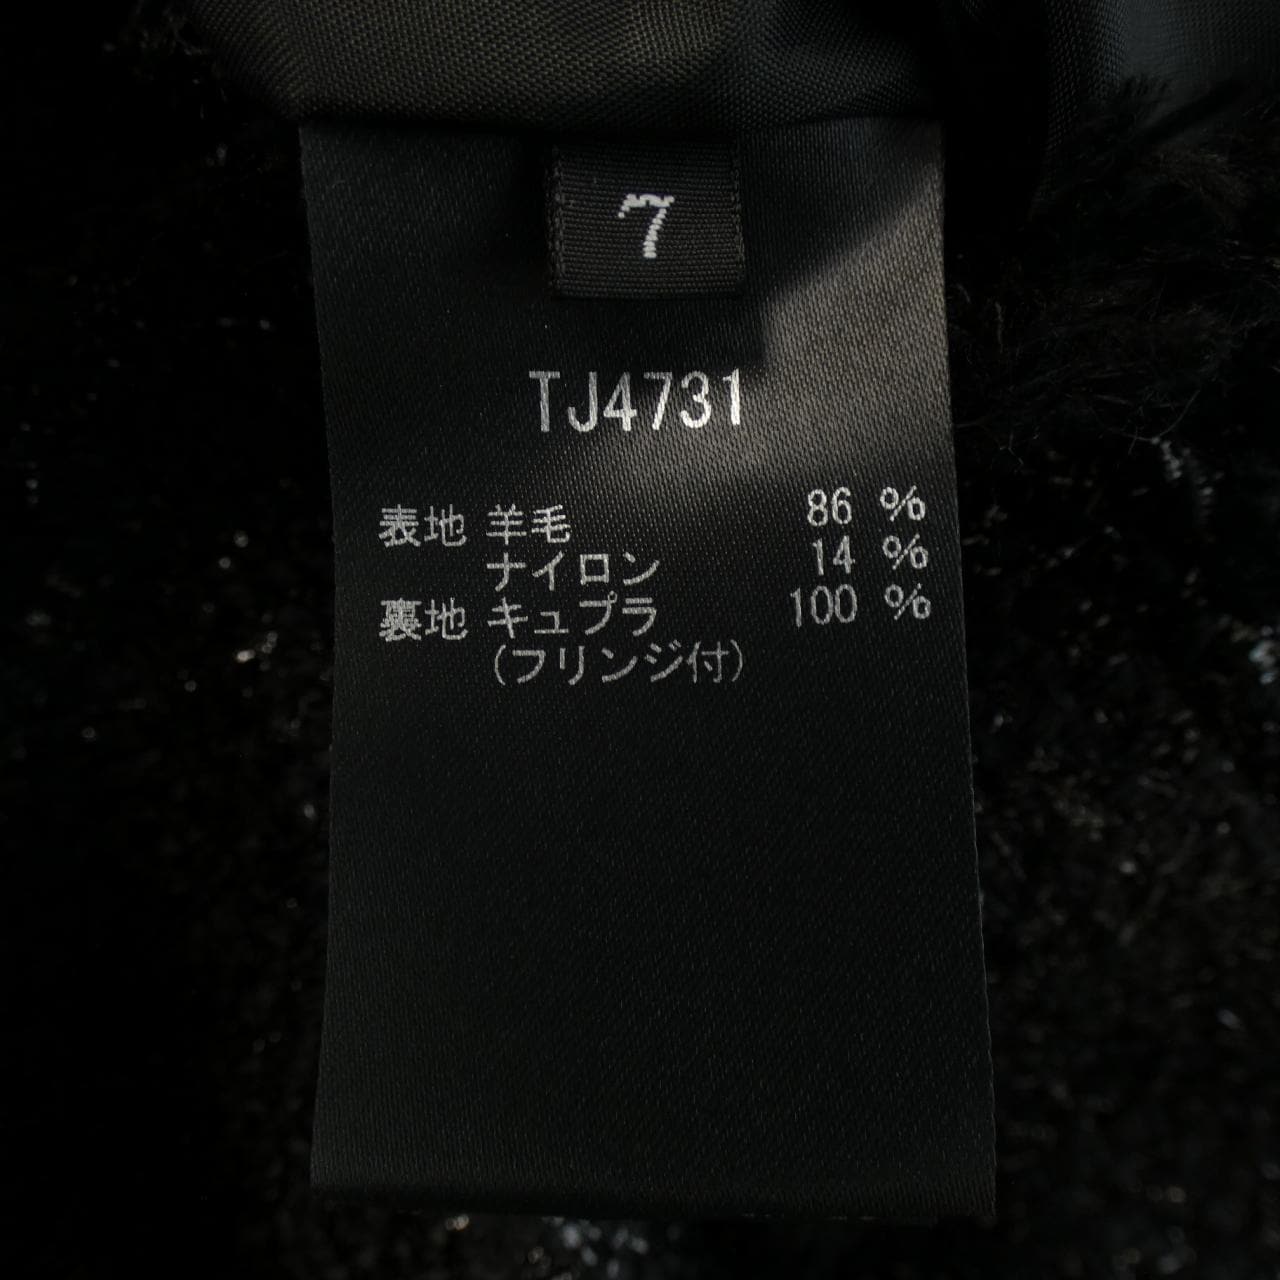 7
TJ4731
表地 羊毛 86 %
ナイロン 14 %
裏地 キュプラ 100 %
(フリンジ付)